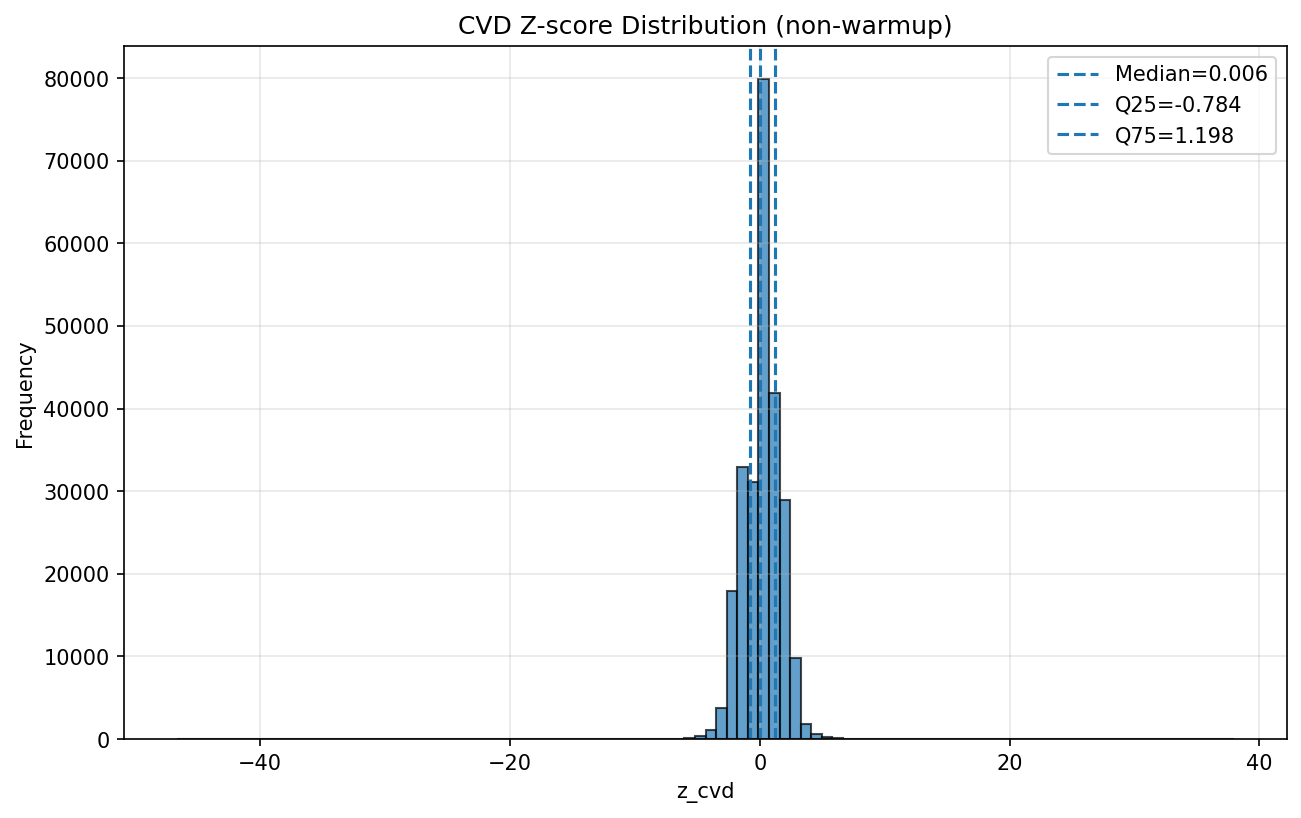 CVD Z-score Distribution (non-warmup)
Median=0.006
Q25=-0.784
Q75=1.198
80000
70000
60000
50000
40000
30000
20000
10000
0
Frequency
−40
−20
0
20
40
z_cvd